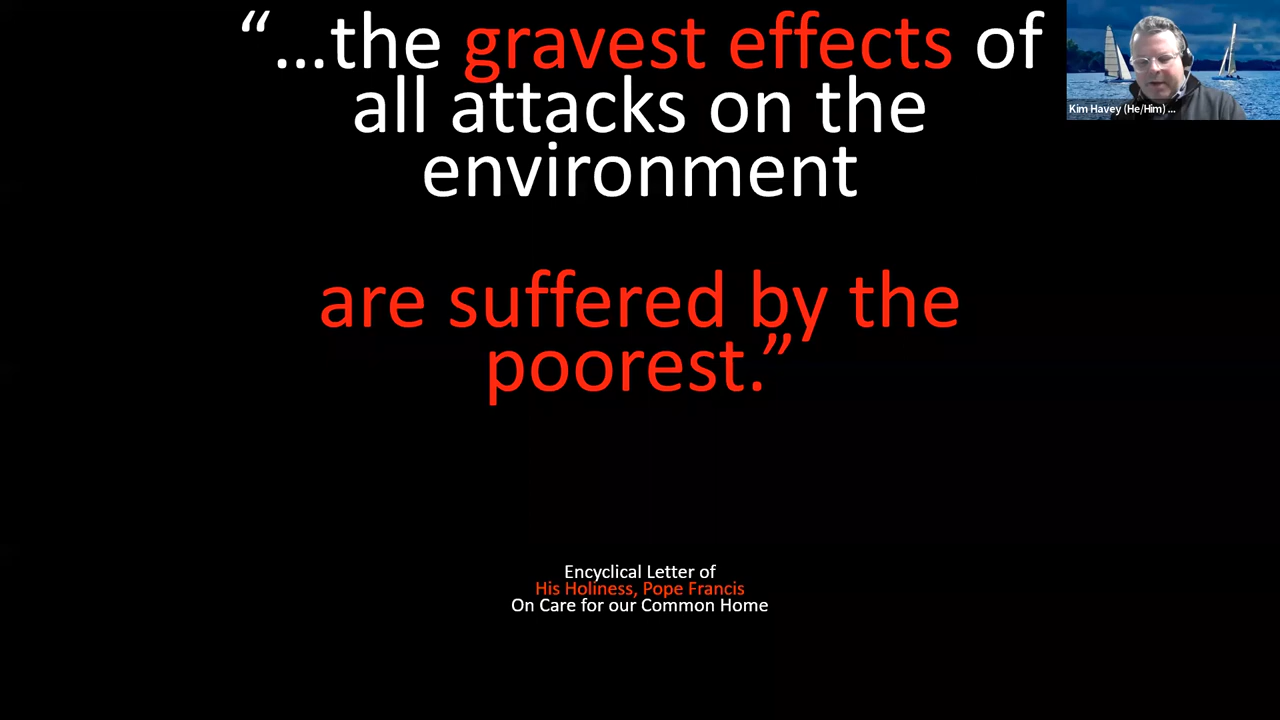 “...the gravest effects of
all attacks on the
environment
are suffered by the
poorest.”
Encyclical Letter of
His Holiness, Pope Francis
On Care for our Common Home
Kim Havey (He/Him) ...